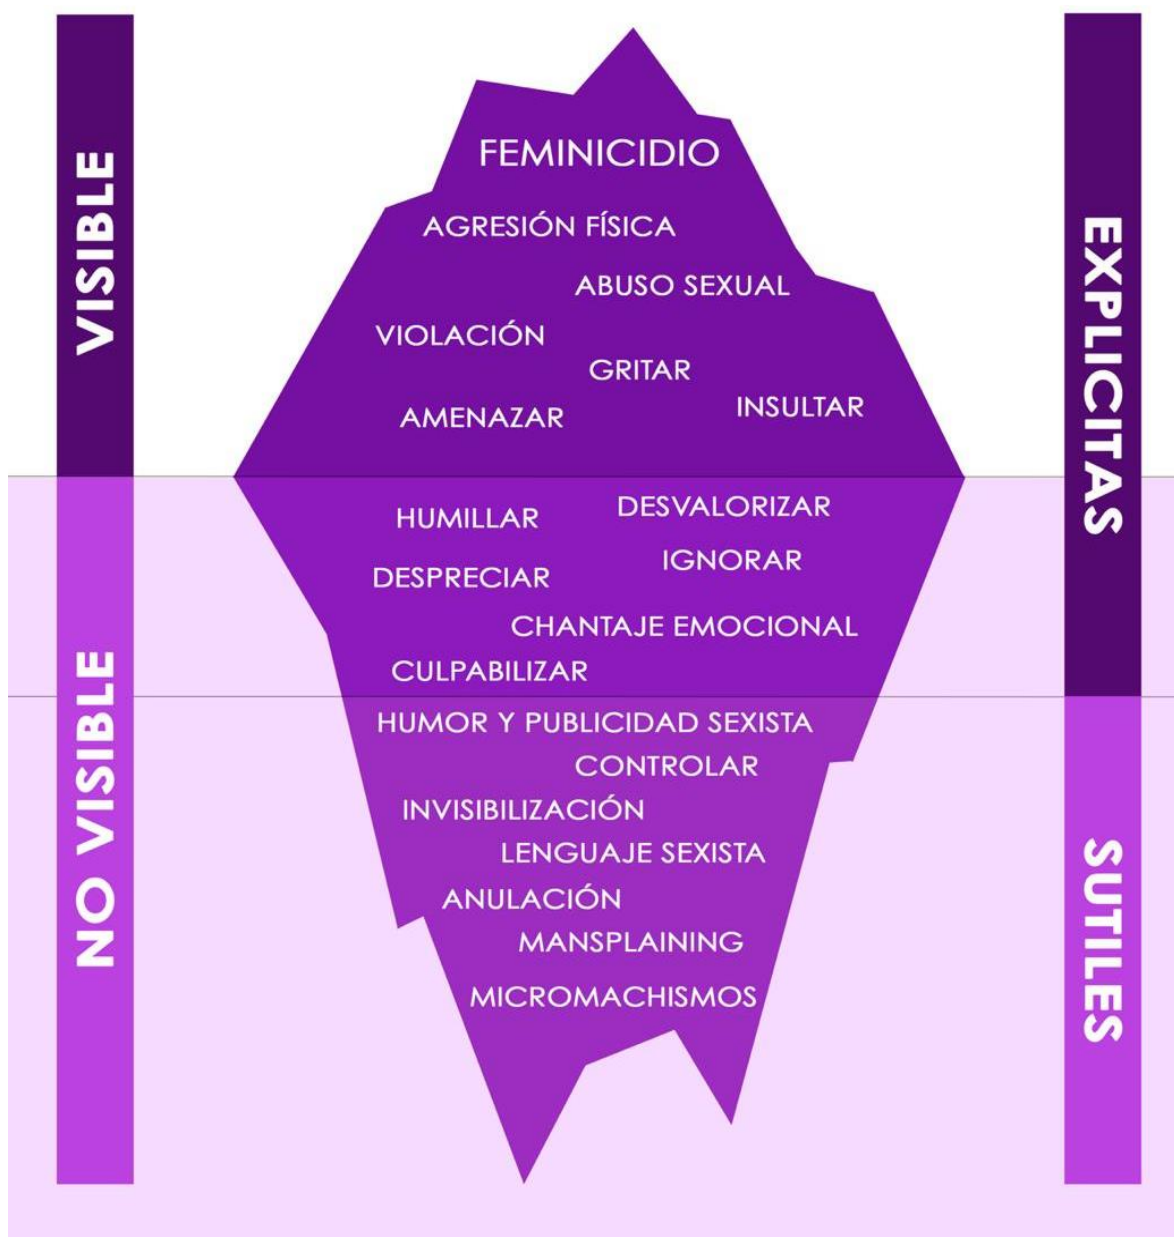 VISIBLE
NO VISIBLE
FEMINICIDIO
AGRESIÓN FÍSICA
ABUSO SEXUAL
VIOLACIÓN
GRITAR
INSULTAR
AMENAZAR
DESVALORIZAR
HUMILLAR
IGNORAR
DESPRECIAR
CHANTAJE EMOCIONAL
CULPABILIZAR
HUMOR Y PUBLICIDAD SEXISTA
CONTROLAR
INVISIBILIZACIÓN
LENGUAJE SEXISTA
ANULACIÓN
MANSPLAINING
MICROMACHISMOS
EXPLICITAS
SUTILES